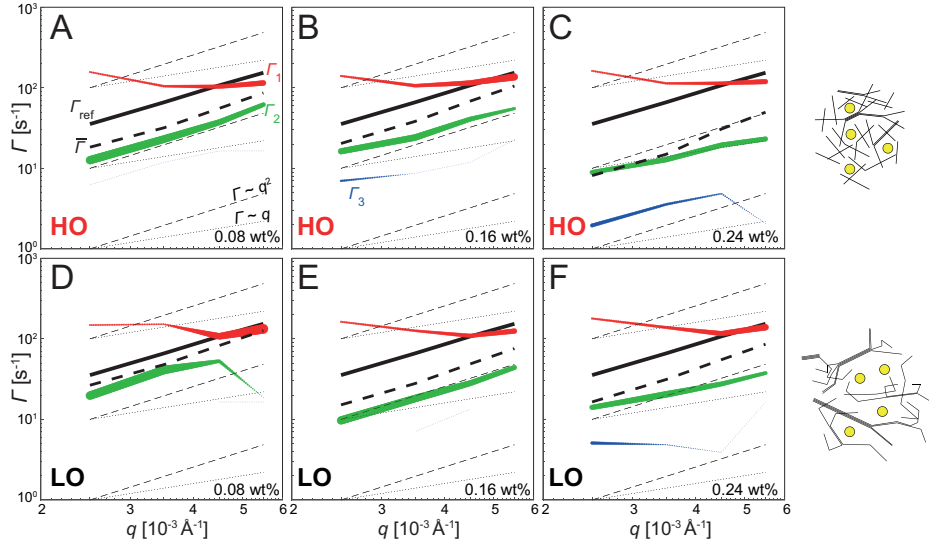 A
B
C
10³
10²
10¹
10⁰
Γ [s⁻¹]
Γref
Γ̅
Γ1
Γ2
Γ ~ q²
Γ ~ q
HO
0.08 wt%
Γ3
HO
0.16 wt%
HO
0.24 wt%
D
E
F
10³
10²
10¹
10⁰
Γ [s⁻¹]
LO
0.08 wt%
LO
0.16 wt%
LO
0.24 wt%
2 3 4 5 6 2 3 4 5 6 2 3 4 5 6
q [10⁻³ Å⁻¹]
q [10⁻³ Å⁻¹]
q [10⁻³ Å⁻¹]